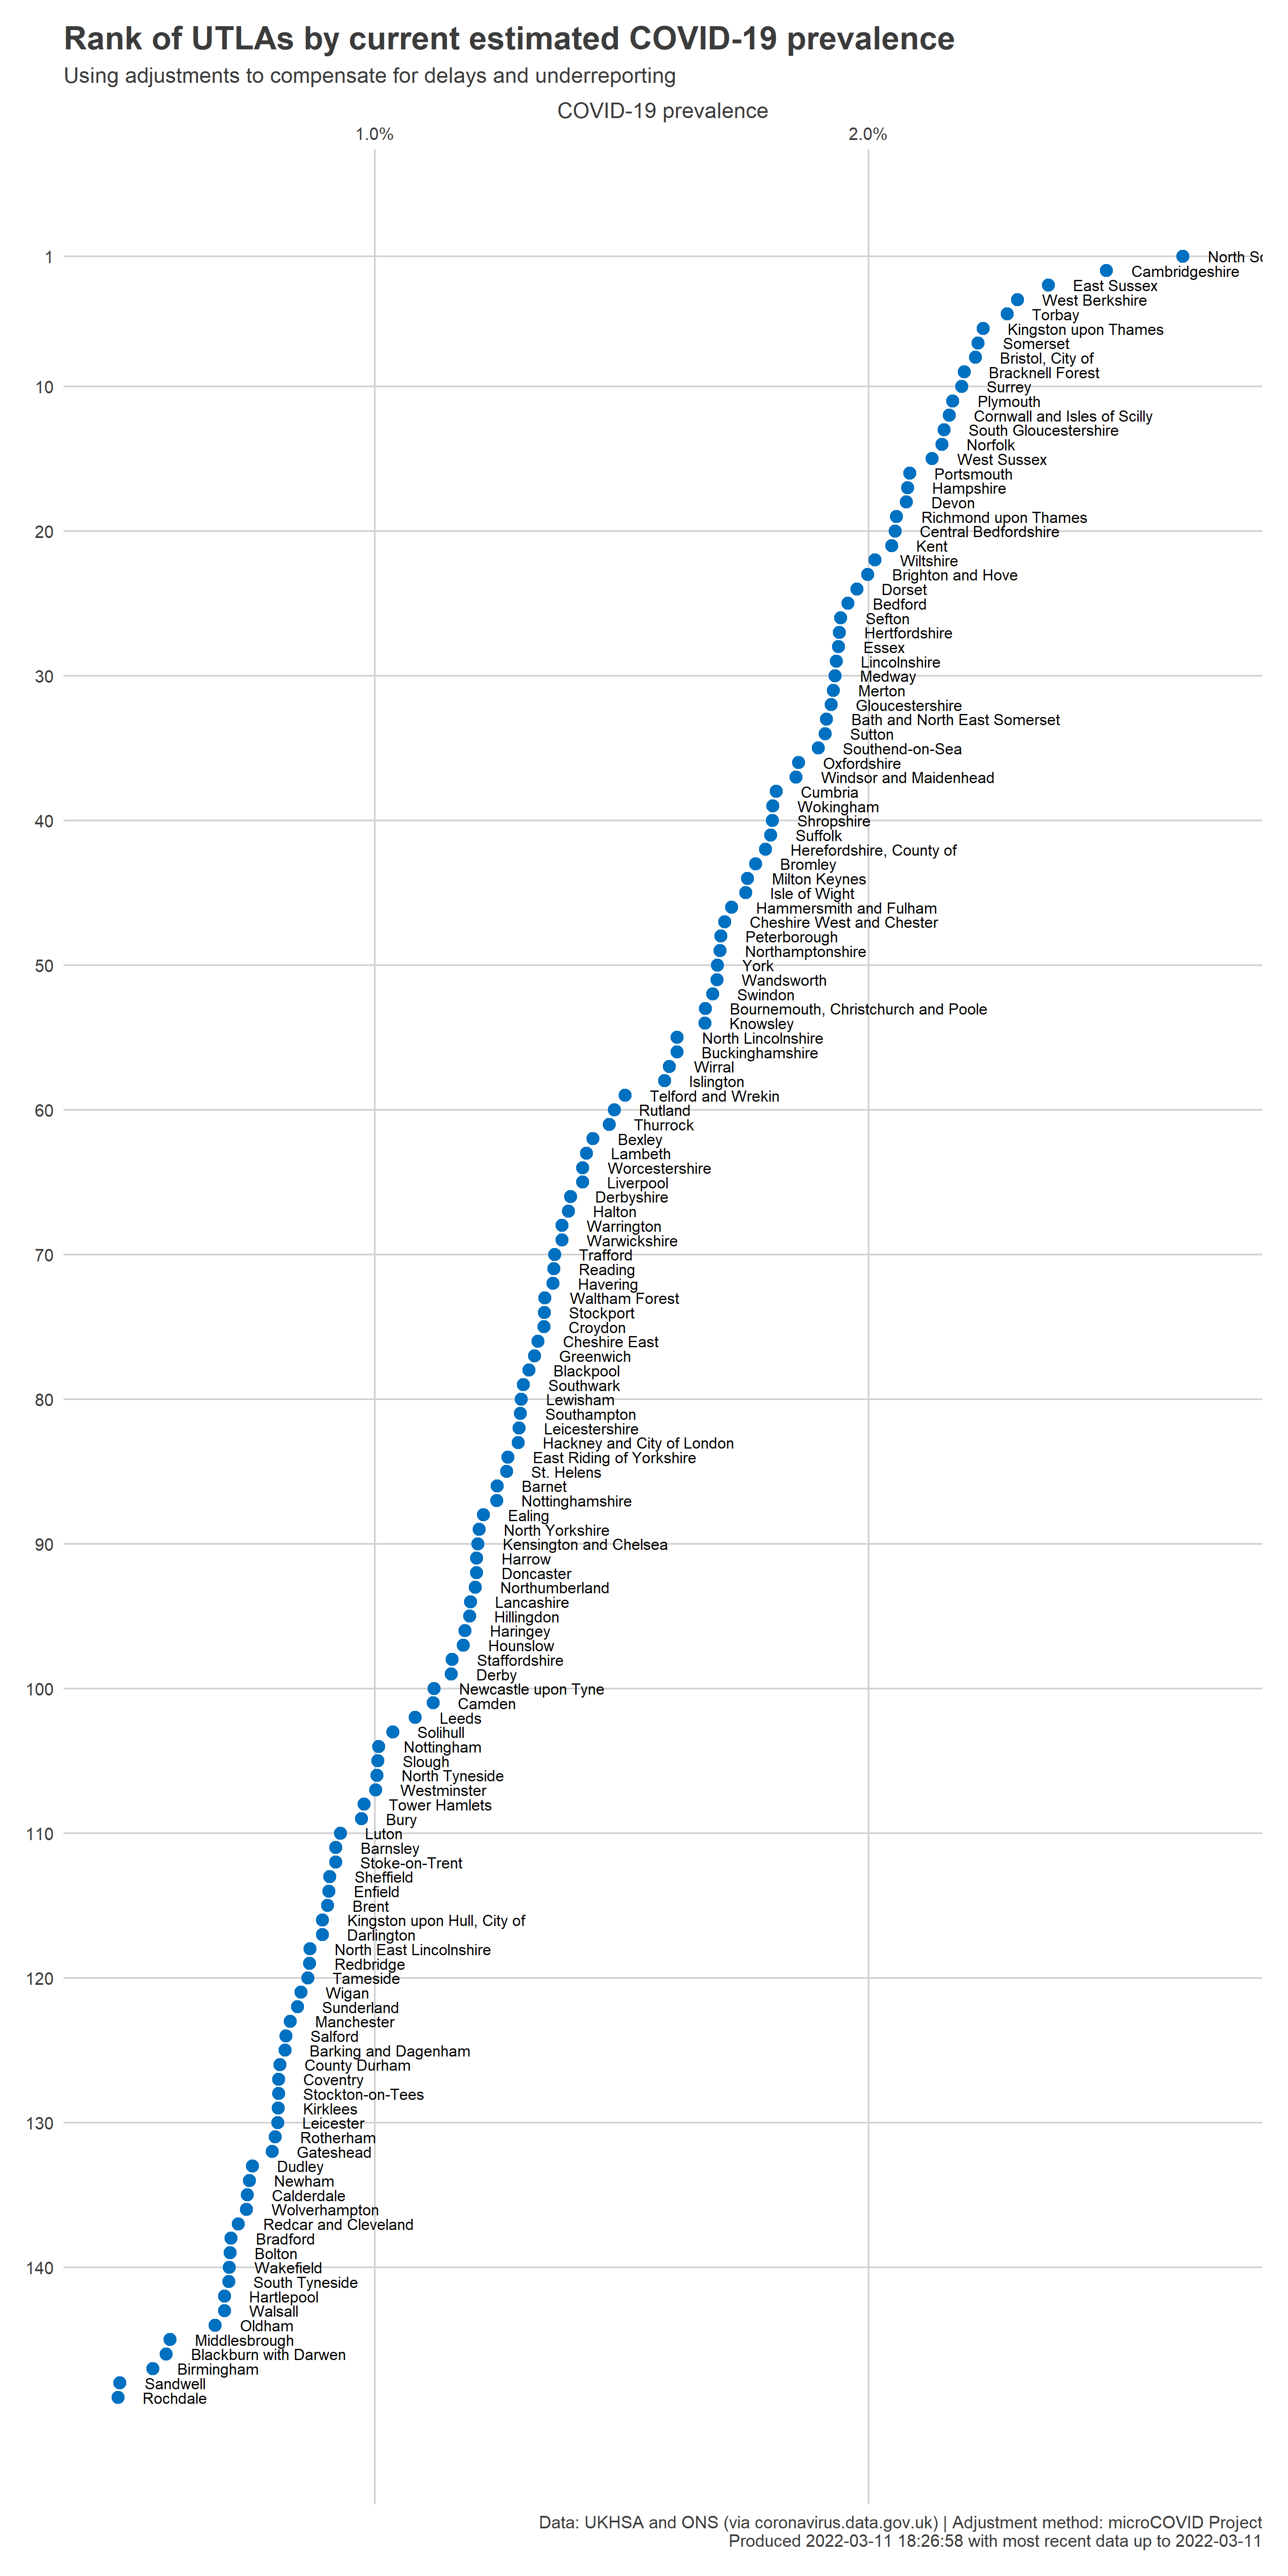 Rank of UTLAs by current estimated COVID-19 prevalence
Using adjustments to compensate for delays and underreporting
COVID-19 prevalence
1.0% 2.0%
1 North So
Cambridgeshire
East Sussex
West Berkshire
Torbay
Kingston upon Thames
Somerset
Bristol, City of
Bracknell Forest
10 Surrey
Plymouth
Cornwall and Isles of Scilly
South Gloucestershire
Norfolk
West Sussex
Portsmouth
Hampshire
Devon
Richmond upon Thames
20 Central Bedfordshire
Kent
Wiltshire
Brighton and Hove
Dorset
Bedford
Sefton
Hertfordshire
Essex
Lincolnshire
30 Medway
Merton
Gloucestershire
Bath and North East Somerset
Sutton
Southend-on-Sea
Oxfordshire
Windsor and Maidenhead
Cumbria
Wokingham
40 Shropshire
Suffolk
Herefordshire, County of
Bromley
Milton Keynes
Isle of Wight
Hammersmith and Fulham
Cheshire West and Chester
Peterborough
Northamptonshire
50 York
Wandsworth
Swindon
Bournemouth, Christchurch and Poole
Knowsley
North Lincolnshire
Buckinghamshire
Wirral
Islington
Telford and Wrekin
60 Rutland
Thurrock
Bexley
Lambeth
Worcestershire
Liverpool
Derbyshire
Halton
Warrington
Warwickshire
70 Trafford
Reading
Havering
Waltham Forest
Stockport
Croydon
Cheshire East
Greenwich
Blackpool
Southwark
80 Lewisham
Southampton
Leicestershire
Hackney and City of London
East Riding of Yorkshire
St. Helens
Barnet
Nottinghamshire
Ealing
North Yorkshire
90 Kensington and Chelsea
Harrow
Doncaster
Northumberland
Lancashire
Hillingdon
Haringey
Hounslow
Staffordshire
Derby
100 Newcastle upon Tyne
Camden
Leeds
Solihull
Nottingham
Slough
North Tyneside
Westminster
Tower Hamlets
Bury
110 Luton
Barnsley
Stoke-on-Trent
Sheffield
Enfield
Brent
Kingston upon Hull, City of
Darlington
North East Lincolnshire
Redbridge
120 Tameside
Wigan
Sunderland
Manchester
Salford
Barking and Dagenham
County Durham
Coventry
Stockton-on-Tees
Kirklees
130 Leicester
Rotherham
Gateshead
Dudley
Newham
Calderdale
Wolverhampton
Redcar and Cleveland
Bradford
Bolton
140 Wakefield
South Tyneside
Hartlepool
Walsall
Oldham
Middlesbrough
Blackburn with Darwen
Birmingham
Sandwell
Rochdale
Data: UKHSA and ONS (via coronavirus.data.gov.uk) | Adjustment method: microCOVID Project
Produced 2022-03-11 18:26:58 with most recent data up to 2022-03-11